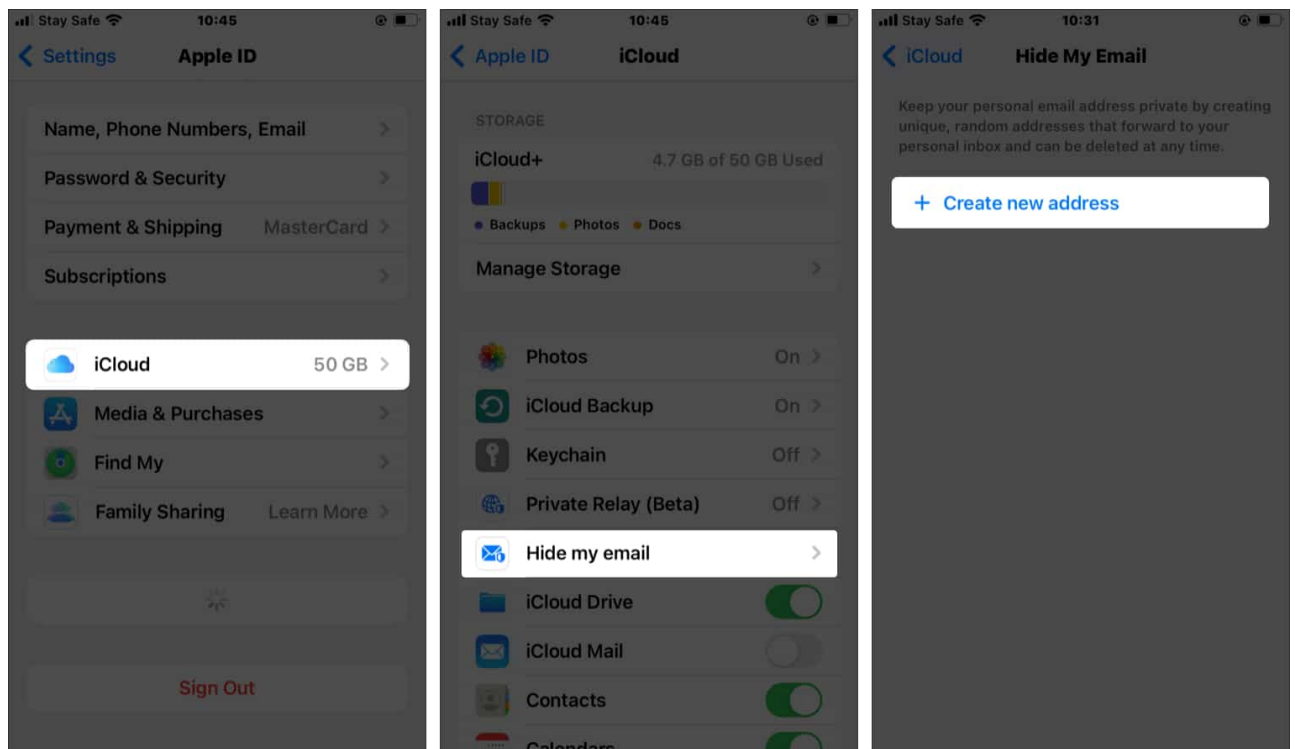 Stay Safe 10:45
Settings Apple ID
Name, Phone Numbers, Email
Password & Security
Payment & Shipping MasterCard
Subscriptions
iCloud 50 GB
Media & Purchases
Find My
Family Sharing Learn More
Sign Out
Stay Safe 10:45
Apple ID iCloud
STORAGE
iCloud+ 4.7 GB of 50 GB Used
Backups Photos Docs
Manage Storage
Photos On
iCloud Backup On
Keychain Off
Private Relay (Beta) Off
Hide my email
iCloud Drive
iCloud Mail
Contacts
Calendars
Stay Safe 10:31
iCloud Hide My Email
Keep your personal email address private by creating
unique, random addresses that forward to your
personal inbox and can be deleted at any time.
+ Create new address